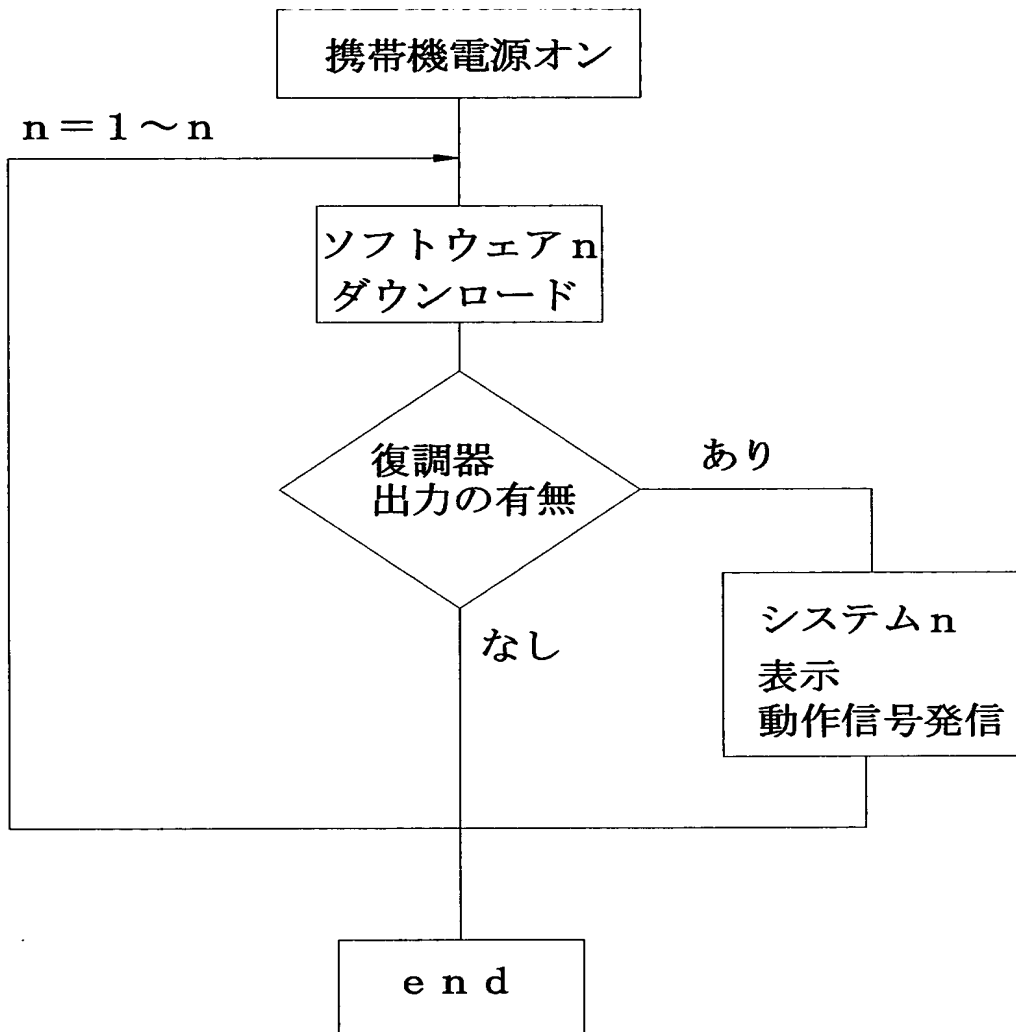 携帯機電源オン
n＝1～n
ソフトウェアn
ダウンロード
復調器
出力の有無
あり
なし
システムn
表示
動作信号発信
end